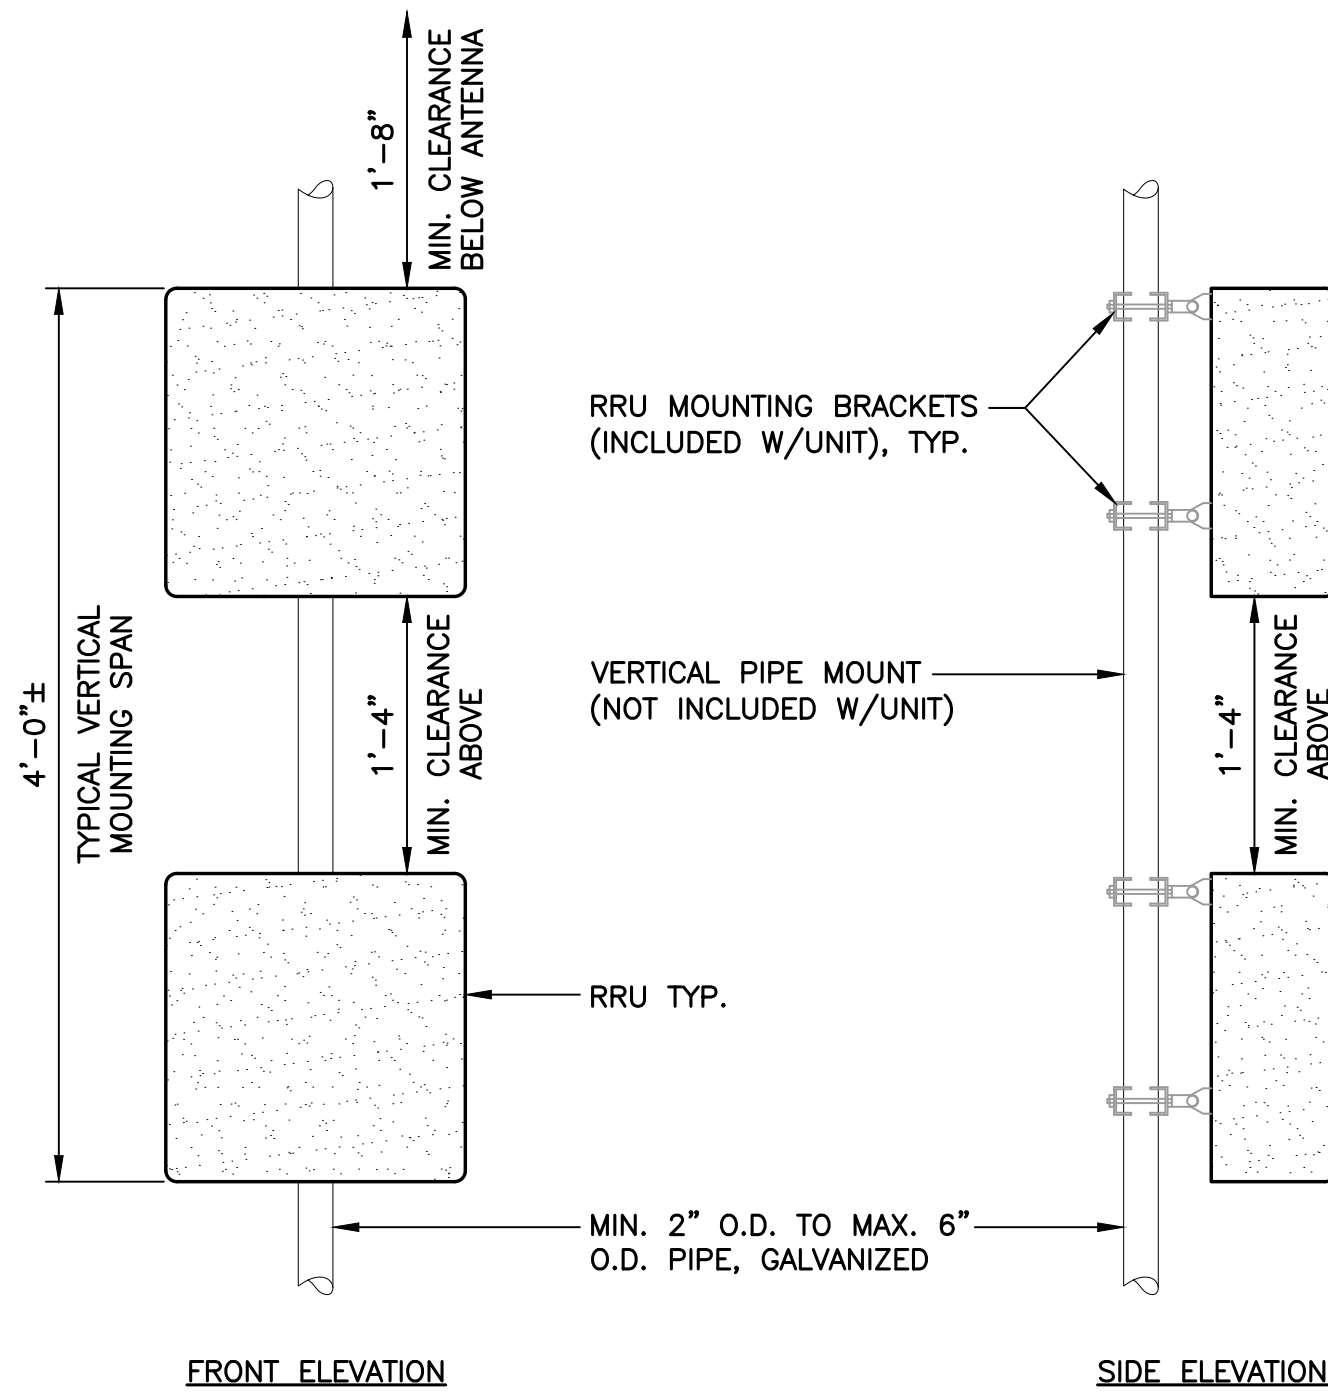 1'-8"
MIN. CLEARANCE
BELOW ANTENNA
RRU MOUNTING BRACKETS
(INCLUDED W/UNIT), TYP.
4'-0"±
TYPICAL VERTICAL
MOUNTING SPAN
1'-4"
MIN. CLEARANCE
ABOVE
VERTICAL PIPE MOUNT
(NOT INCLUDED W/UNIT)
1'-4"
MIN. CLEARANCE
ABOVE
RRU TYP.
MIN. 2" O.D. TO MAX. 6"
O.D. PIPE, GALVANIZED
FRONT ELEVATION
SIDE ELEVATION